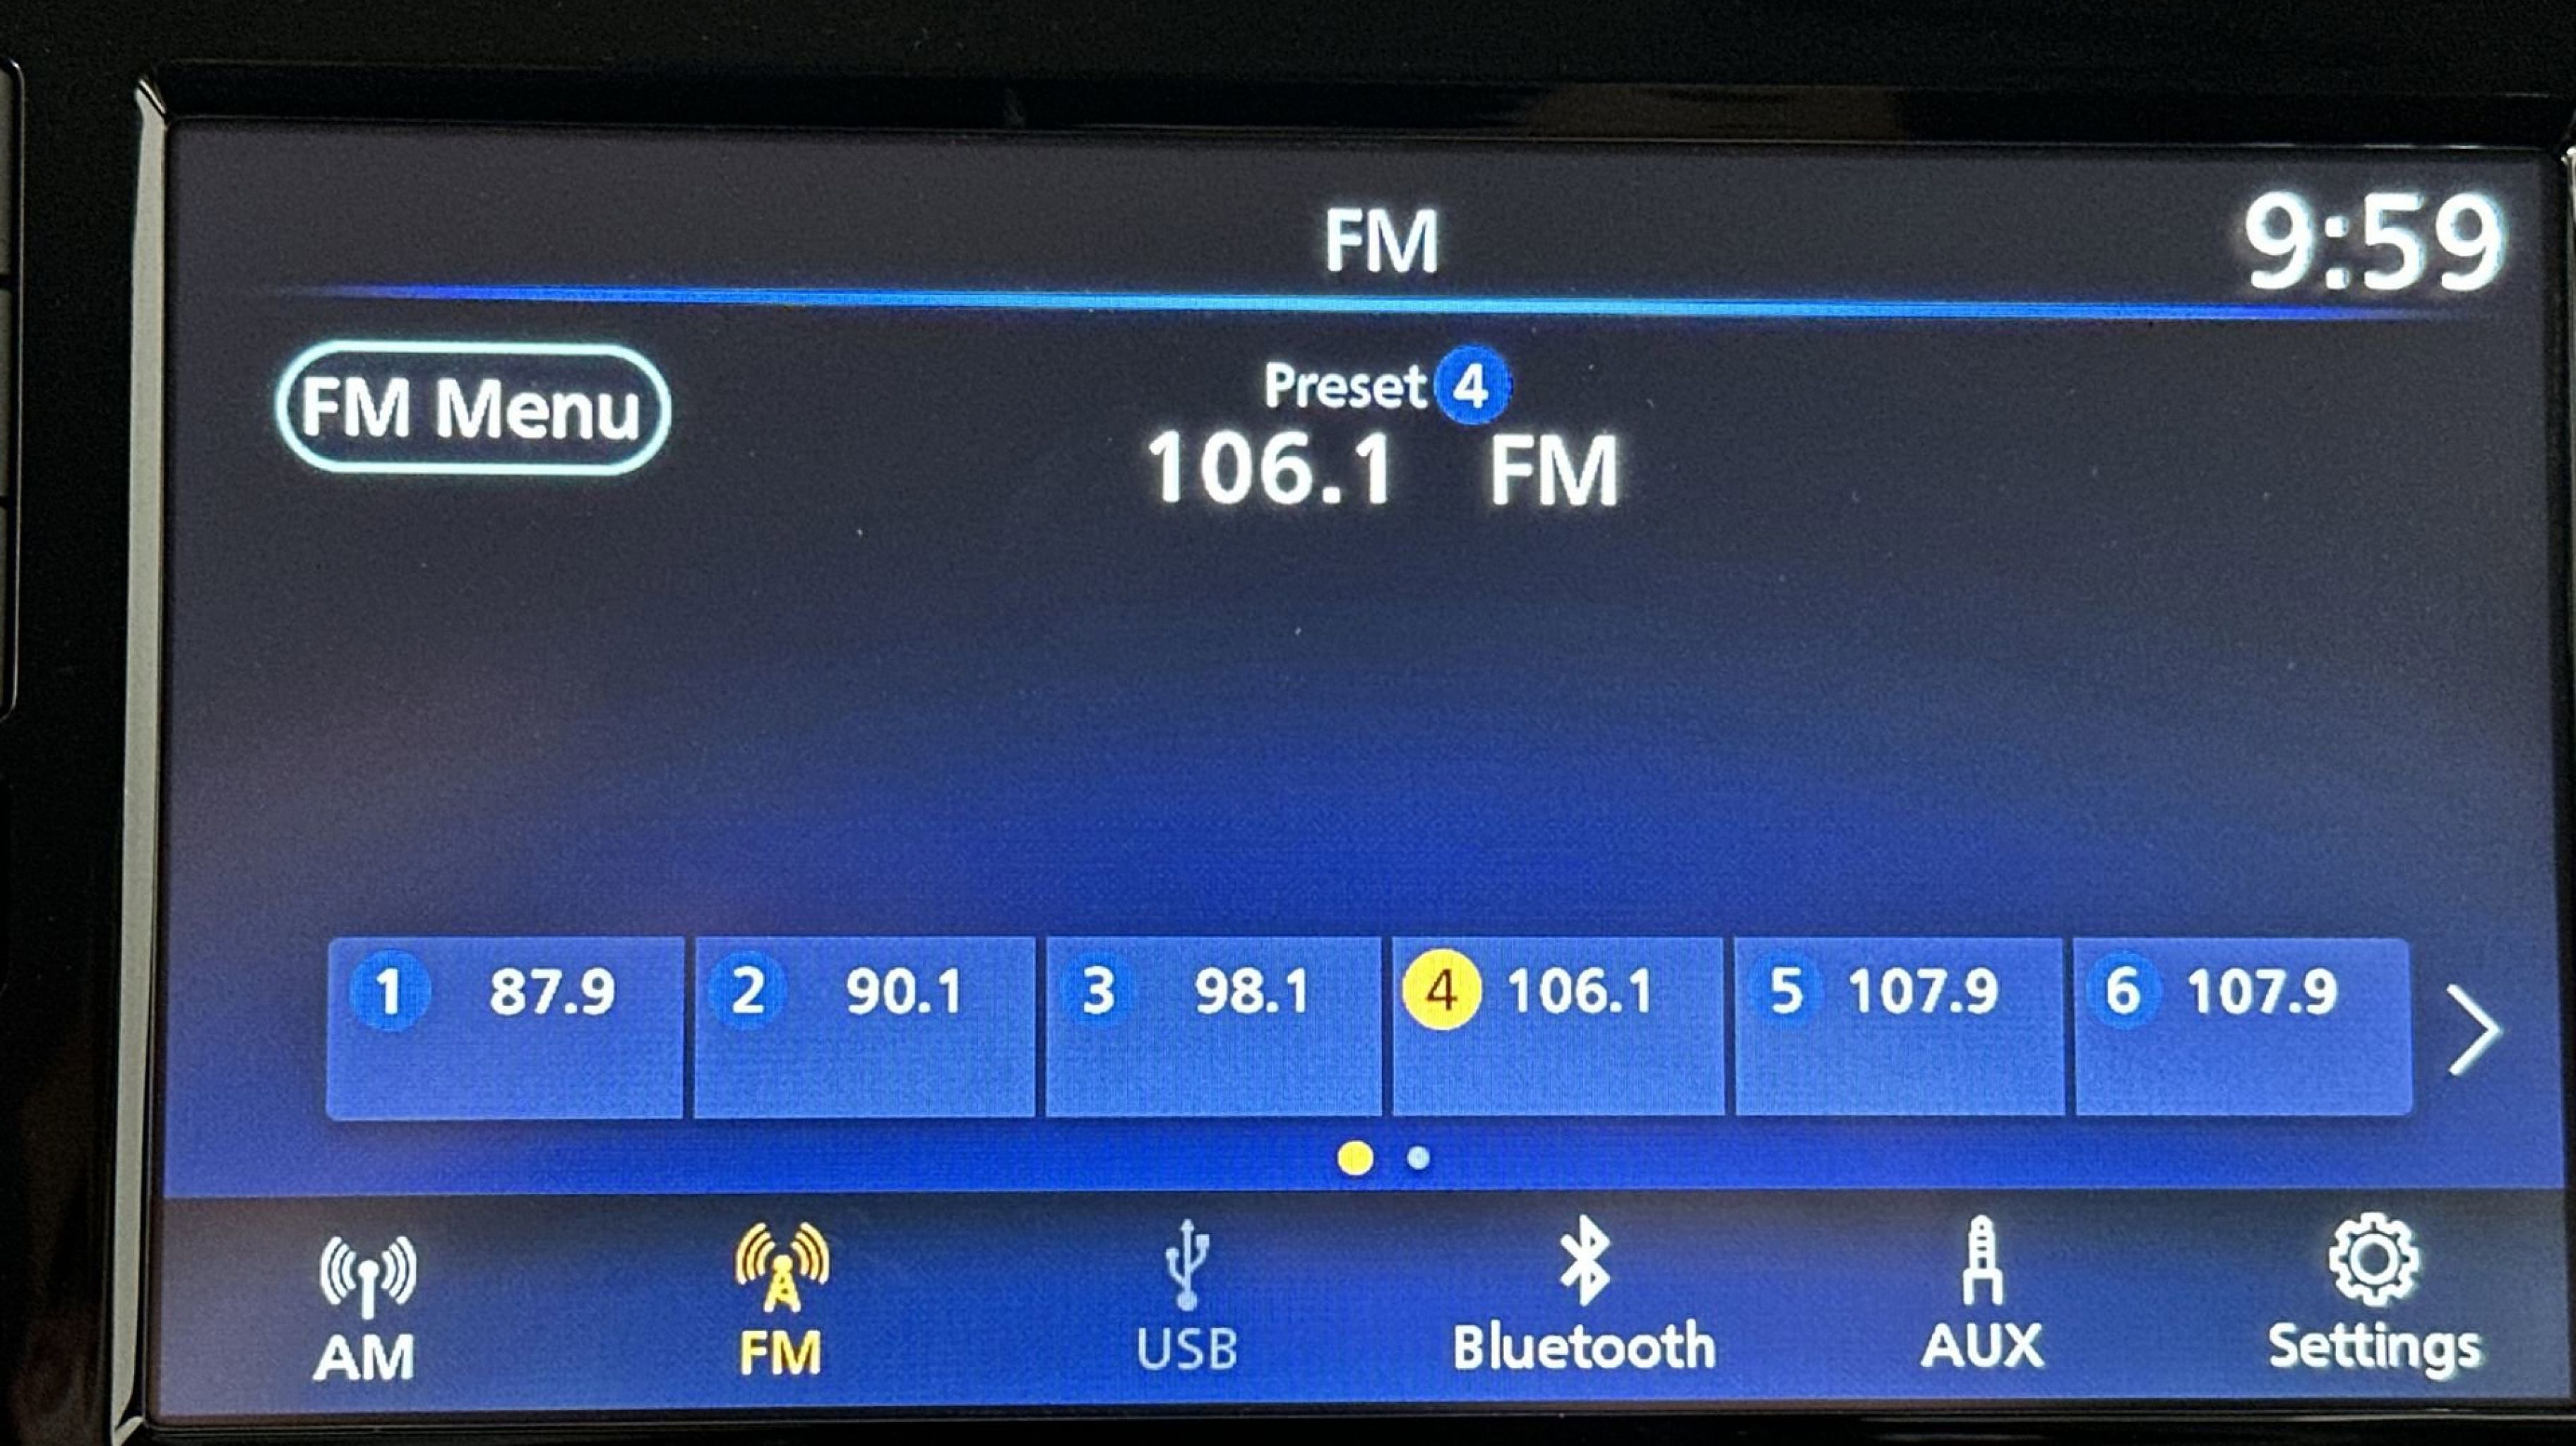 FM
9:59
FM Menu
Preset 4
106.1 FM
1 87.9
2 90.1
3 98.1
4 106.1
5 107.9
6 107.9
AM
FM
USB
Bluetooth
AUX
Settings